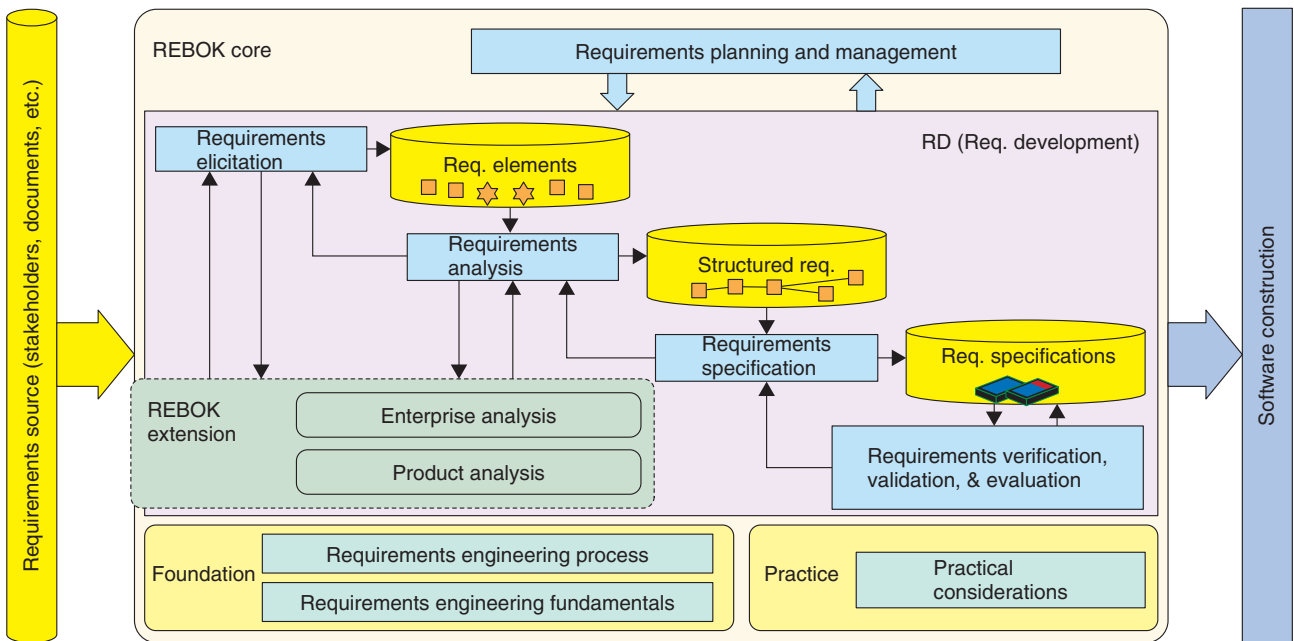 Requirements source (stakeholders, documents, etc.)
REBOK core
Requirements planning and management
RD (Req. development)
Requirements
elicitation
Req. elements
Requirements
analysis
Structured req.
Requirements
specification
Req. specifications
Requirements verification,
validation, & evaluation
REBOK
extension
Enterprise analysis
Product analysis
Foundation
Requirements engineering process
Requirements engineering fundamentals
Practice
Practical
considerations
Software construction